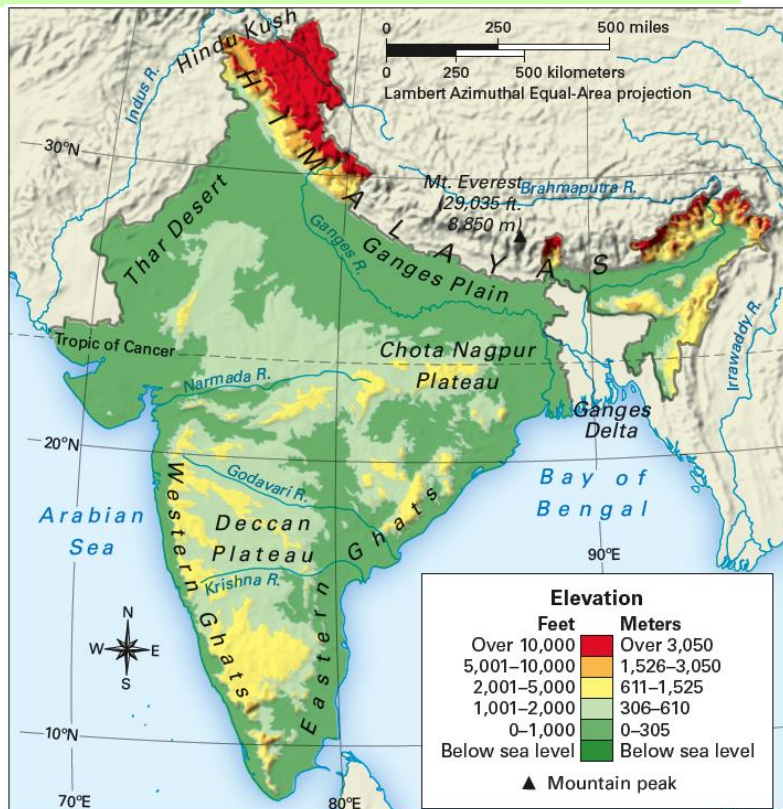 Hindu Kush
0 500 miles
0 250 500 kilometers
Lambert Azimuthal Equal-Area projection
Indus R.
HIMALAYAS
30°N
Mt. Everest
(29,035 ft.
8,850 m)
Brahmaputra R.
Thar Desert
Ganges R.
Ganges Plain
Tropic of Cancer
Chota Nagpur
Plateau
Irrawaddy R.
Narmada R.
Ganges
Delta
20°N
Godavari R.
Bay of
Bengal
Arabian
Sea
Western Ghats
Deccan
Plateau
Eastern Ghats
90°E
Krishna R.
N
W E
S
Elevation
Feet Meters
Over 10,000 Over 3,050
5,001–10,000 1,526–3,050
2,001–5,000 611–1,525
1,001–2,000 306–610
0–1,000 0–305
Below sea level Below sea level
▲ Mountain peak
10°N
70°E 80°E